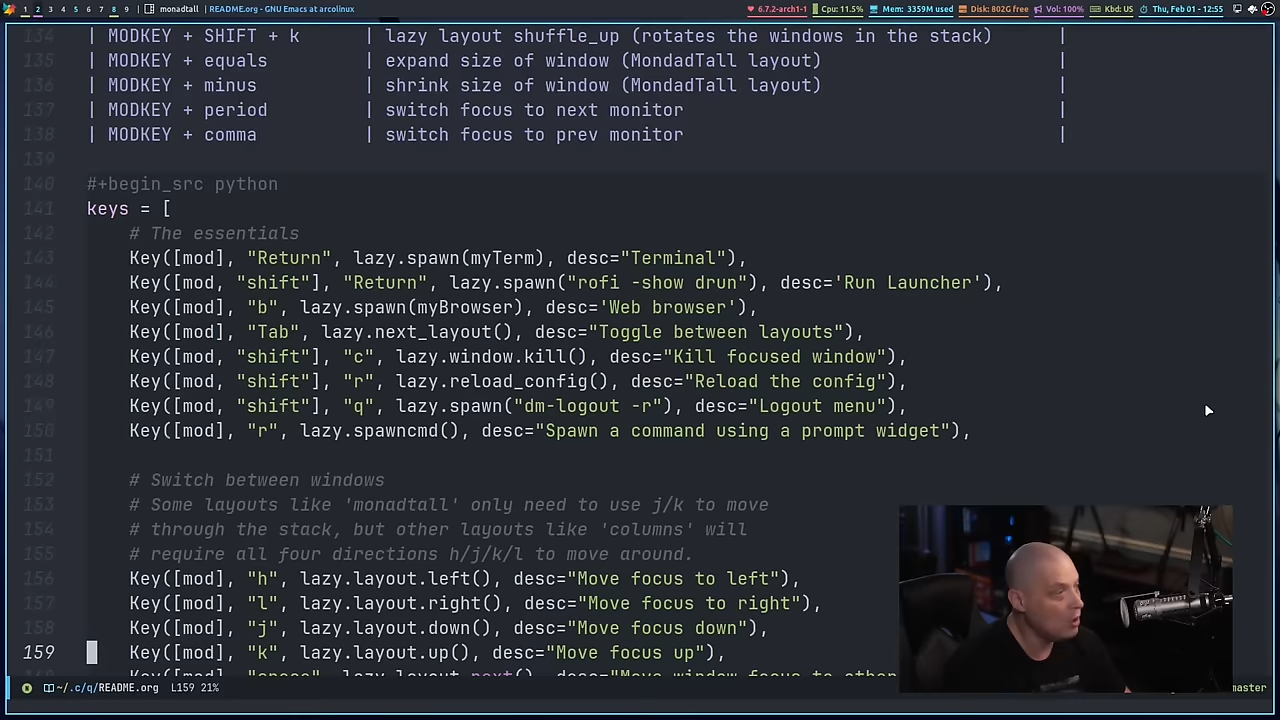 1 2 3 4 5 6 7 8 9 monadtall | README.org - GNU Emacs at arcolinux 6.7.2-arch1-1 Cpu: 11.5% Mem: 3359M used Disk: 802G free Vol: 100% Kbd: US Thu, Feb 01 - 12:55
134 | MODKEY + SHIFT + k | lazy layout shuffle_up (rotates the windows in the stack) |
135 | MODKEY + equals | expand size of window (MondadTall layout) |
136 | MODKEY + minus | shrink size of window (MondadTall layout) |
137 | MODKEY + period | switch focus to next monitor |
138 | MODKEY + comma | switch focus to prev monitor |
139
140 #+begin_src python
141 keys = [
142 # The essentials
143 Key([mod], "Return", lazy.spawn(myTerm), desc="Terminal"),
144 Key([mod, "shift"], "Return", lazy.spawn("rofi -show drun"), desc='Run Launcher'),
145 Key([mod], "b", lazy.spawn(myBrowser), desc='Web browser'),
146 Key([mod], "Tab", lazy.next_layout(), desc="Toggle between layouts"),
147 Key([mod, "shift"], "c", lazy.window.kill(), desc="Kill focused window"),
148 Key([mod, "shift"], "r", lazy.reload_config(), desc="Reload the config"),
149 Key([mod, "shift"], "q", lazy.spawn("dm-logout -r"), desc="Logout menu"),
150 Key([mod], "r", lazy.spawncmd(), desc="Spawn a command using a prompt widget"),
151
152 # Switch between windows
153 # Some layouts like 'monadtall' only need to use j/k to move
154 # through the stack, but other layouts like 'columns' will
155 # require all four directions h/j/k/l to move around.
156 Key([mod], "h", lazy.layout.left(), desc="Move focus to left"),
157 Key([mod], "l", lazy.layout.right(), desc="Move focus to right"),
158 Key([mod], "j", lazy.layout.down(), desc="Move focus down"),
159 Key([mod], "k", lazy.layout.up(), desc="Move focus up"),
~/.c/q/README.org L159 21% master